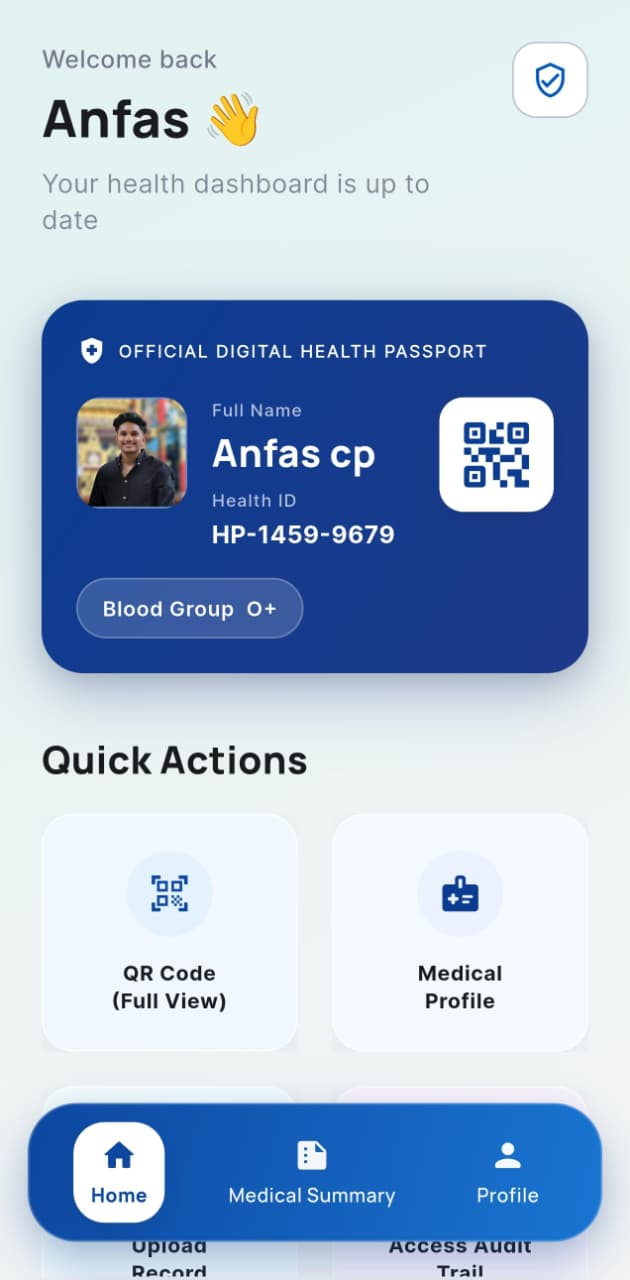 Welcome back
Anfas 👋
Your health dashboard is up to
date
OFFICIAL DIGITAL HEALTH PASSPORT
Full Name
Anfas cp
Health ID
HP-1459-9679
Blood Group O+
Quick Actions
QR Code
(Full View)
Medical
Profile
Home
Medical Summary
Profile
Upload
Record
Access Audit
Trail